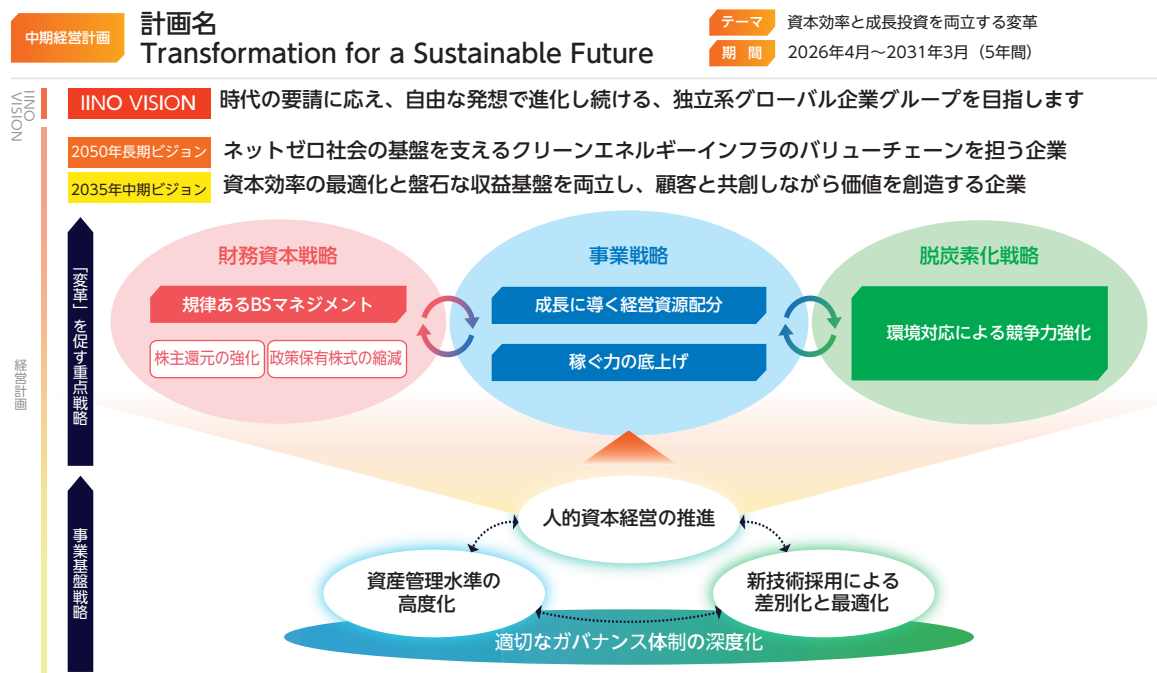 中期経営計画
計画名
Transformation for a Sustainable Future
テーマ
資本効率と成長投資を両立する変革
期 間
2026年4月～2031年3月（5年間）
IINO
VISION
IINO VISION
時代の要請に応え、自由な発想で進化し続ける、独立系グローバル企業グループを目指します
2050年長期ビジョン
ネットゼロ社会の基盤を支えるクリーンエネルギーインフラのバリューチェーンを担う企業
2035年中期ビジョン
資本効率の最適化と盤石な収益基盤を両立し、顧客と共創しながら価値を創造する企業
経営計画
「変革」を促す重点戦略
財務資本戦略
規律あるBSマネジメント
株主還元の強化
政策保有株式の縮減
事業戦略
成長に導く経営資源配分
稼ぐ力の底上げ
脱炭素化戦略
環境対応による競争力強化
事業基盤戦略
人的資本経営の推進
資産管理水準の
高度化
新技術採用による
差別化と最適化
適切なガバナンス体制の深度化